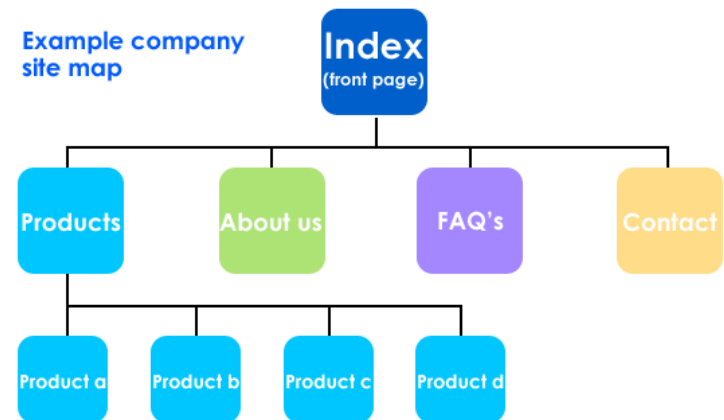 Example company
site map
Index
(front page)
Products
About us
FAQ's
Contact
Product a
Product b
Product c
Product d